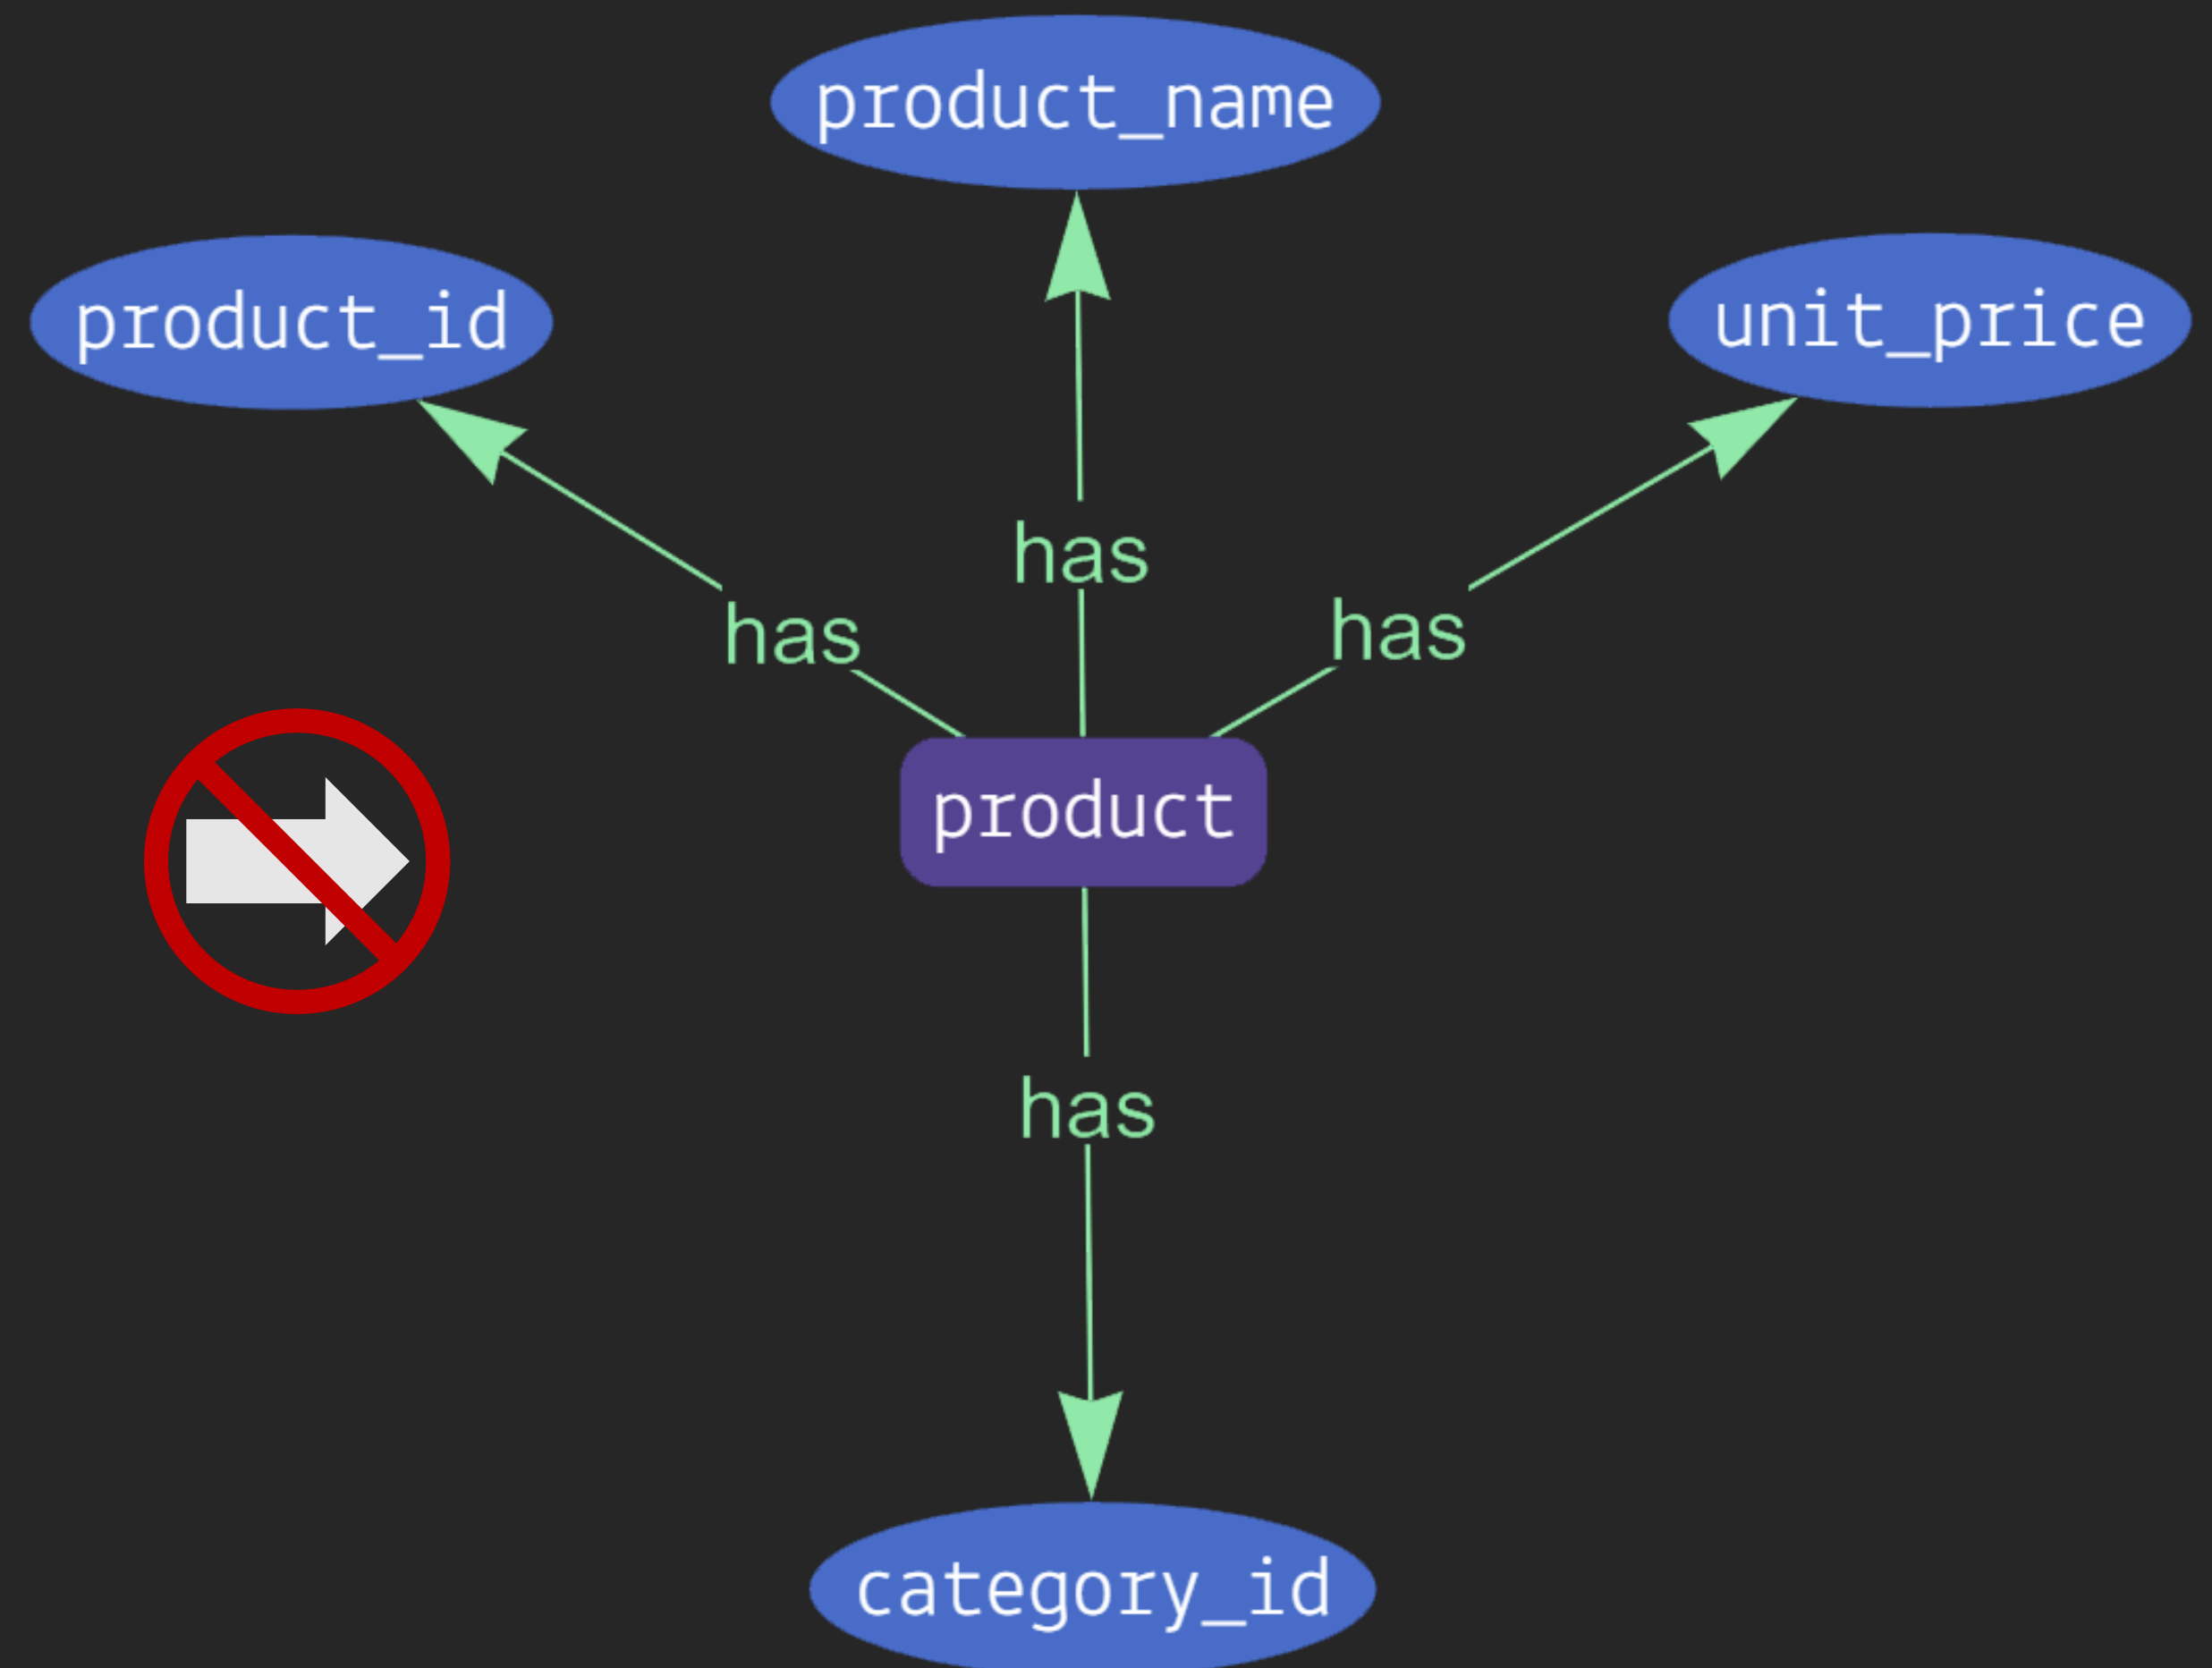 product_name
product_id
unit_price
has
has
has
product
has
category_id